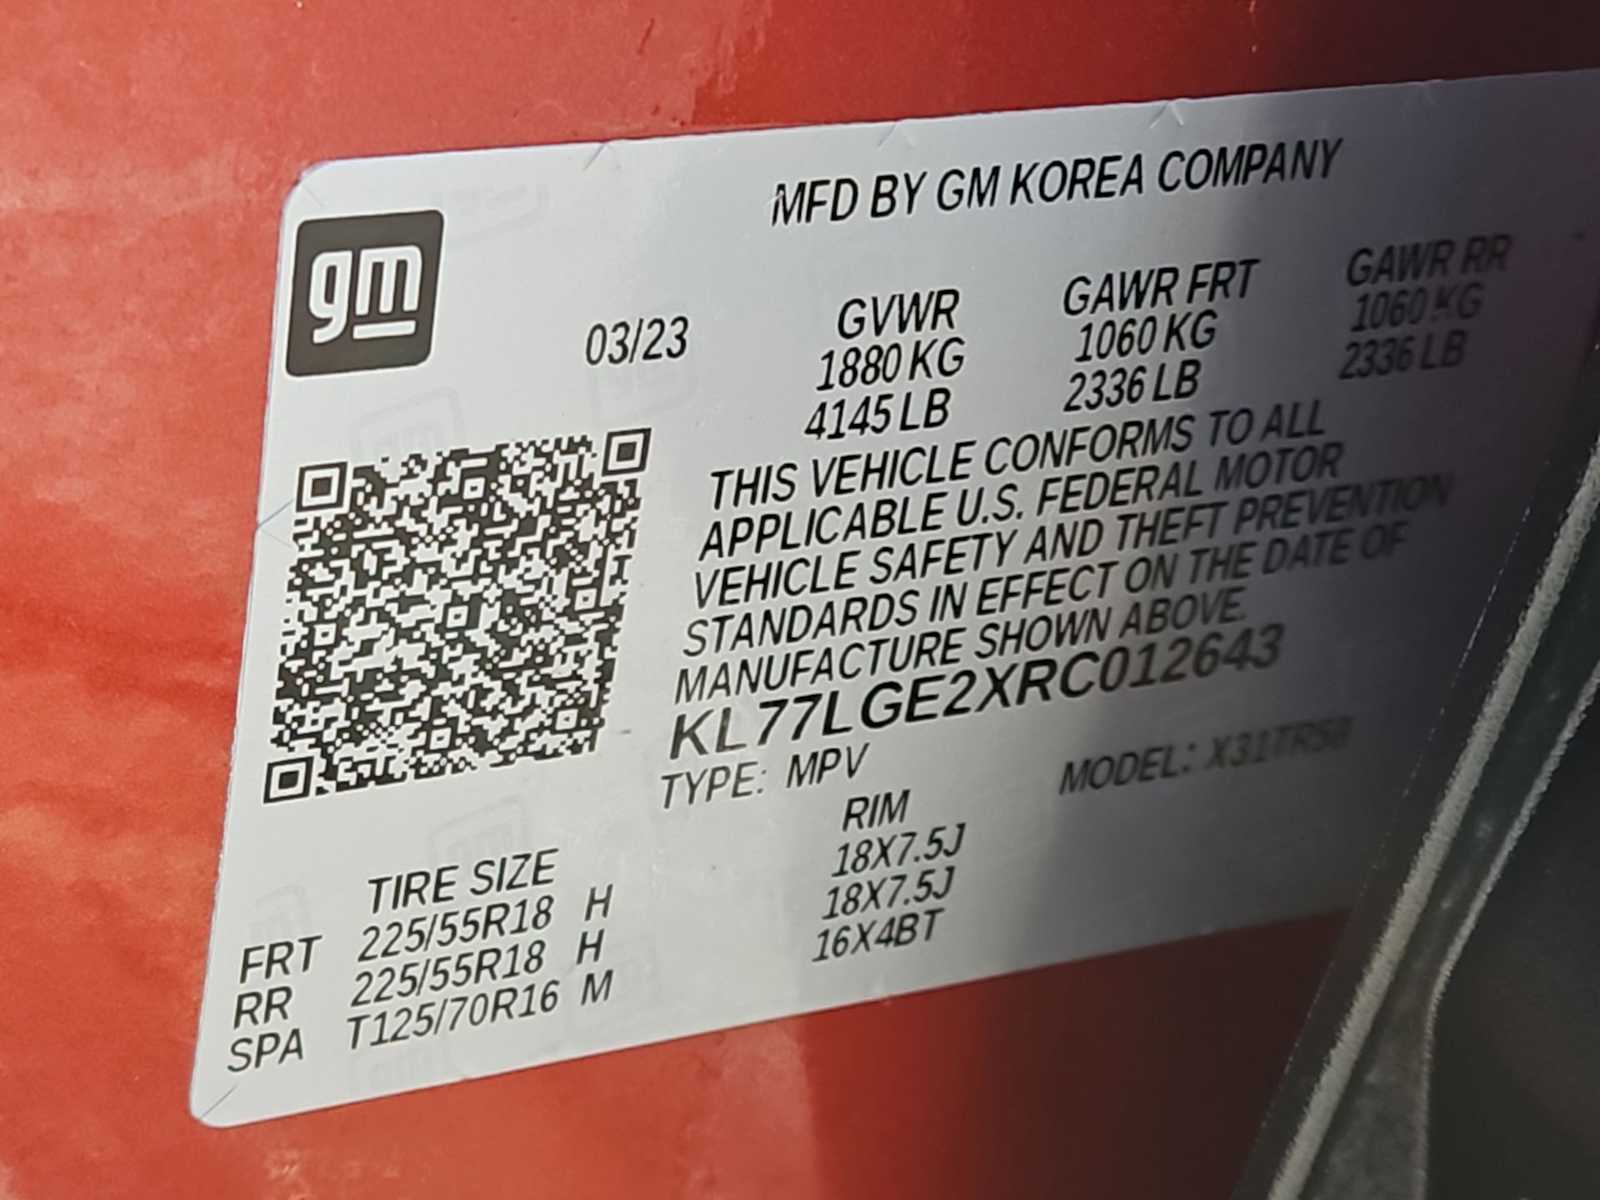 MFD BY GM KOREA COMPANY
gm
03/23
GVWR
1880 KG
4145 LB
GAWR FRT
1060 KG
2336 LB
GAWR RR
1060 KG
2336 LB
THIS VEHICLE CONFORMS TO ALL
APPLICABLE U.S. FEDERAL MOTOR
VEHICLE SAFETY AND THEFT PREVENTION
STANDARDS IN EFFECT ON THE DATE OF
MANUFACTURE SHOWN ABOVE.
KL77LGE2XRC012643
TYPE: MPV MODEL:
TIRE SIZE RIM
FRT 225/55R18 H 18X7.5J
RR 225/55R18 H 18X7.5J
SPA T125/70R16 M 16X4BT